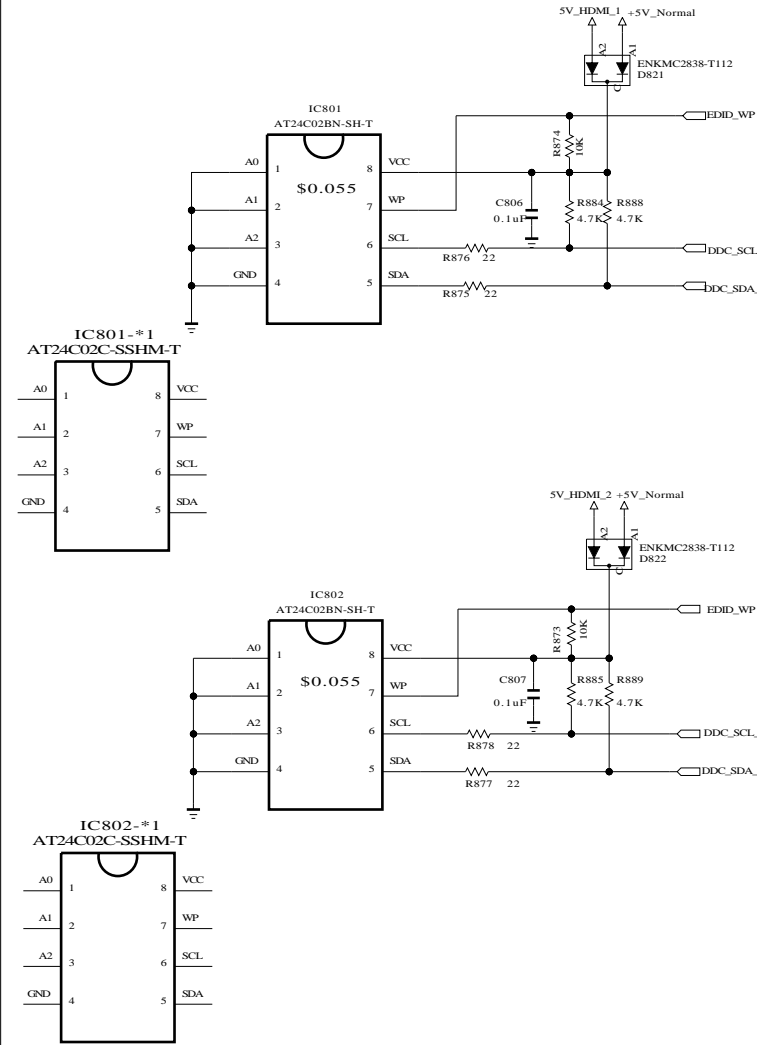 5V_HDMI_1 +5V_Normal
A2
A1
ENKMC2838-T112
D821
C
IC801
AT24C02BN-SH-T
EDID_WP
R874
10K
A0 1 8 VCC
$0.055
A1 2 7 WP
C806
0.1uF
R884 R888
4.7K 4.7K
A2 3 6 SCL
R876 22
DDC_SCL
GND 4 5 SDA
R875 22
DDC_SDA_
IC801-*1
AT24C02C-SSHM-T
A0 1 8 VCC
A1 2 7 WP
A2 3 6 SCL
GND 4 5 SDA
5V_HDMI_2 +5V_Normal
A2
A1
ENKMC2838-T112
D822
C
IC802
AT24C02BN-SH-T
EDID_WP
R873
10K
A0 1 8 VCC
$0.055
A1 2 7 WP
C807
0.1uF
R885 R889
4.7K 4.7K
A2 3 6 SCL
R878 22
DDC_SCL_
GND 4 5 SDA
R877 22
DDC_SDA_
IC802-*1
AT24C02C-SSHM-T
A0 1 8 VCC
A1 2 7 WP
A2 3 6 SCL
GND 4 5 SDA